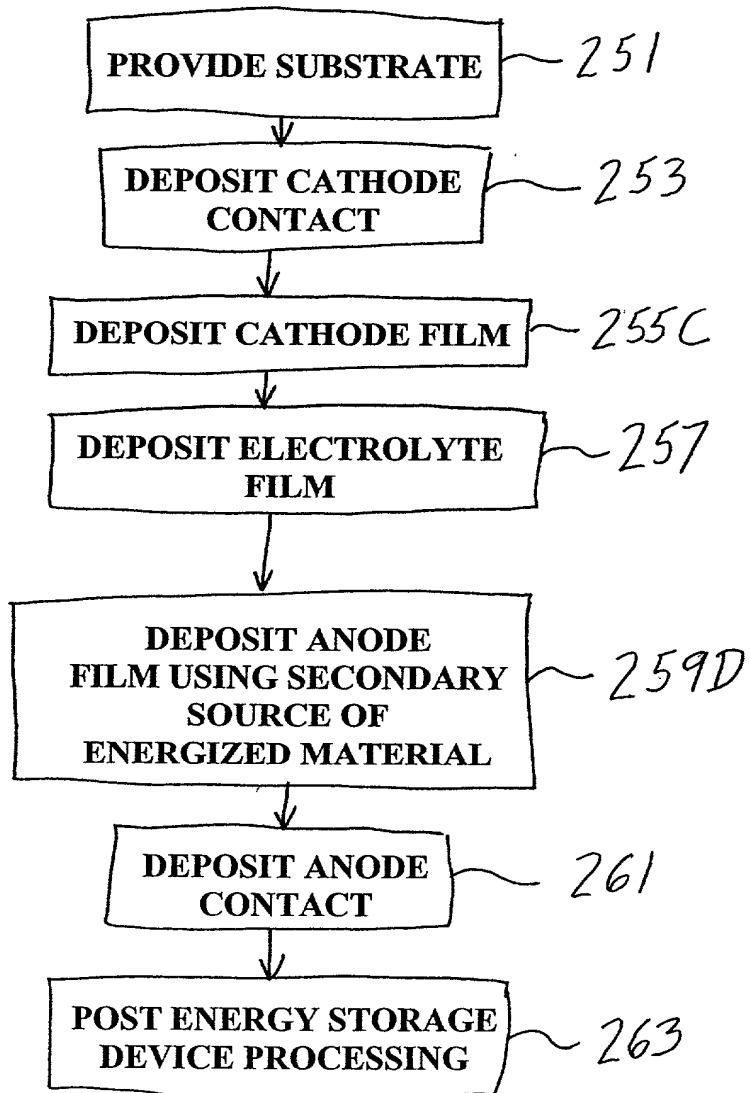 PROVIDE SUBSTRATE 251
DEPOSIT CATHODE
CONTACT
253
DEPOSIT CATHODE FILM 255C
DEPOSIT ELECTROLYTE
FILM
257
DEPOSIT ANODE
FILM USING SECONDARY
SOURCE OF
ENERGIZED MATERIAL
259D
DEPOSIT ANODE
CONTACT
261
POST ENERGY STORAGE
DEVICE PROCESSING
263